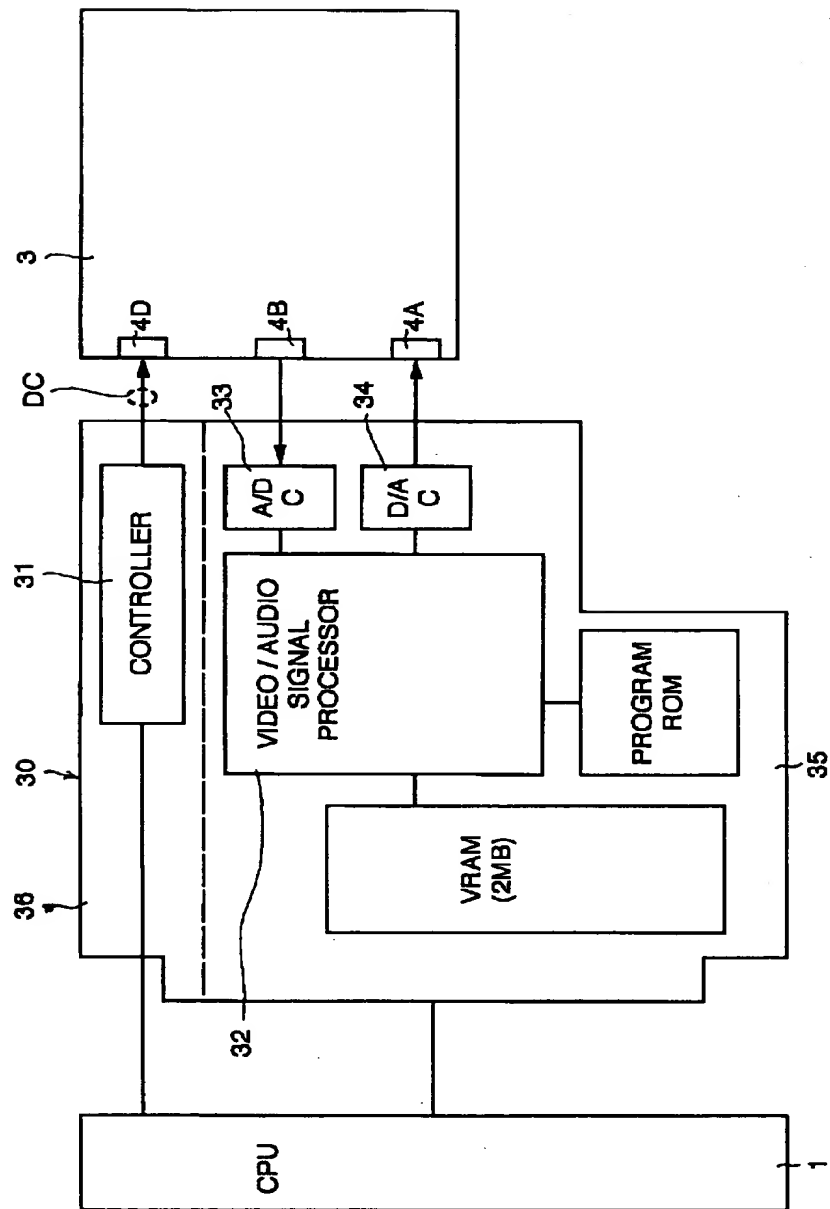 36
30
31
DC
3
CONTROLLER
4D
33
A/D
C
4B
34
D/A
C
4A
VIDEO / AUDIO
SIGNAL
PROCESSOR
32
VRAM
(2MB)
PROGRAM
ROM
35
CPU
1